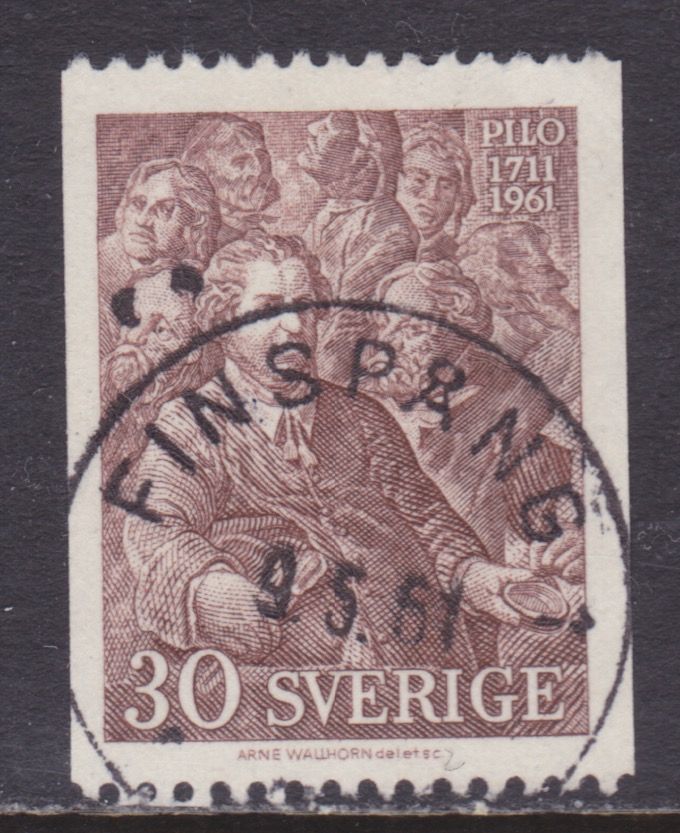 PILO
1711
1961
FINSPÅNG
9.5.61
30 SVERIGE
ARNE WALLHORN del et sc